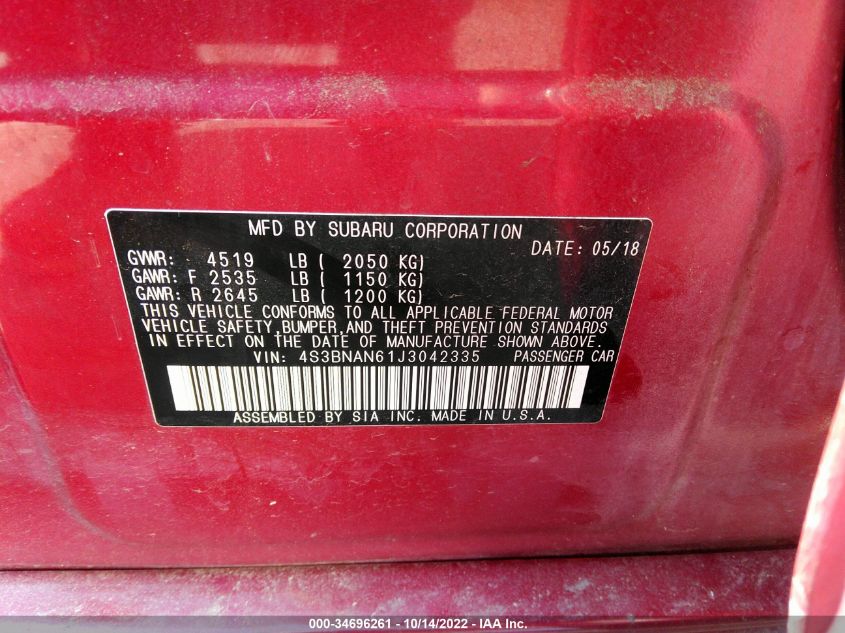 MFD BY SUBARU CORPORATION
DATE: 05/18
GVWR: 4519 LB ( 2050 KG)
GAWR: F 2535 LB ( 1150 KG)
GAWR: R 2645 LB ( 1200 KG)
THIS VEHICLE CONFORMS TO ALL APPLICABLE FEDERAL MOTOR
VEHICLE SAFETY, BUMPER, AND THEFT PREVENTION STANDARDS
IN EFFECT ON THE DATE OF MANUFACTURE SHOWN ABOVE.
VIN: 4S3BNAN61J3042335 PASSENGER CAR
ASSEMBLED BY SIA INC. MADE IN U.S.A.
000-34696261 - 10/14/2022 - IAA Inc.